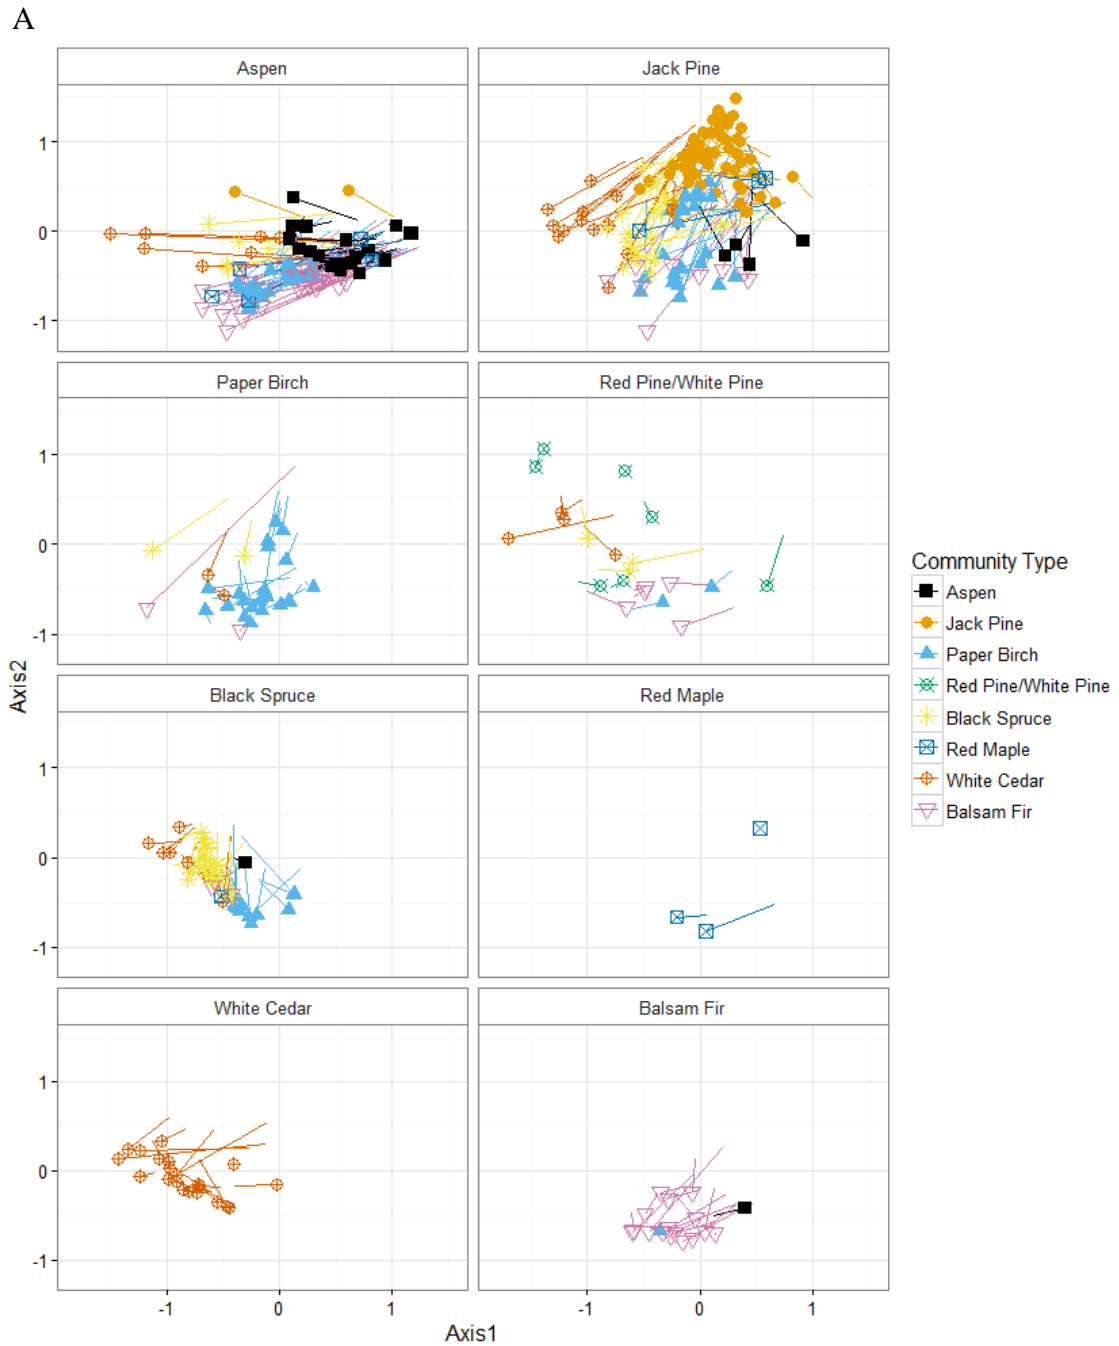 A
Aspen
Jack Pine
1
0
-1
Paper Birch
Red Pine/White Pine
1
0
-1
Black Spruce
Red Maple
1
0
-1
White Cedar
Balsam Fir
1
0
-1
-1
0
1
-1
0
1
Axis1
Axis2
Community Type
Aspen
Jack Pine
Paper Birch
Red Pine/White Pine
Black Spruce
Red Maple
White Cedar
Balsam Fir